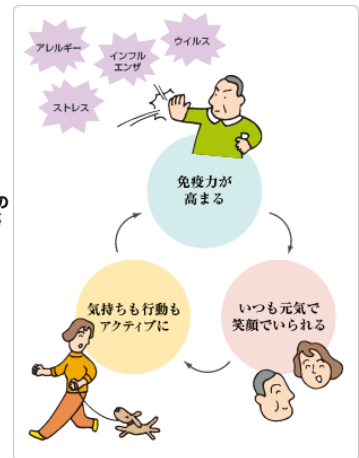 アレルギー
インフル
エンザ
ウイルス
ストレス
免疫力が
高まる
気持ちも行動も
アクティブに
いつも元気で
笑顔でいられる
の